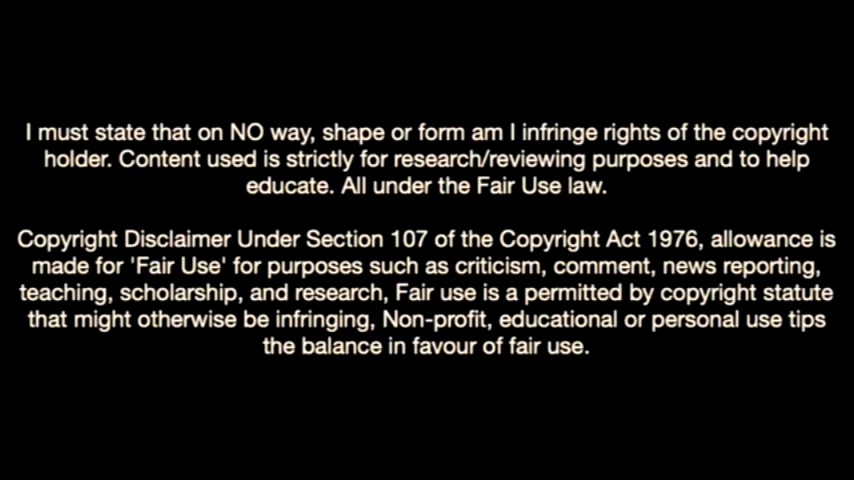 I must state that on NO way, shape or form am I infringe rights of the copyright
holder. Content used is strictly for research/reviewing purposes and to help
educate. All under the Fair Use law.
Copyright Disclaimer Under Section 107 of the Copyright Act 1976, allowance is
made for 'Fair Use' for purposes such as criticism, comment, news reporting,
teaching, scholarship, and research, Fair use is a permitted by copyright statute
that might otherwise be infringing, Non-profit, educational or personal use tips
the balance in favour of fair use.